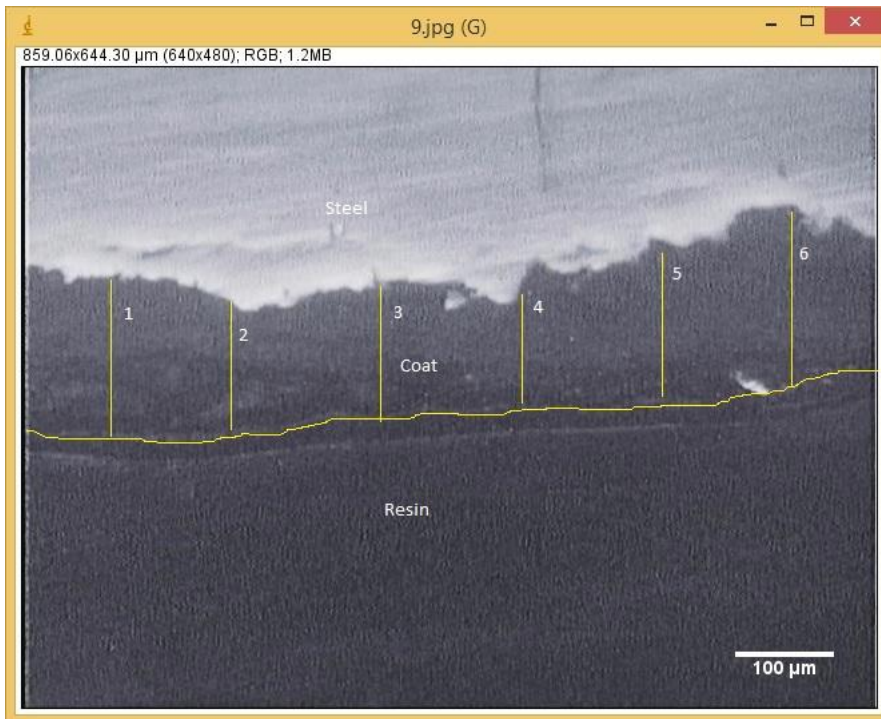 9.jpg (G)
859.06x644.30 µm (640x480); RGB; 1.2MB
Steel
1
2
3
4
5
6
Coat
Resin
100 µm